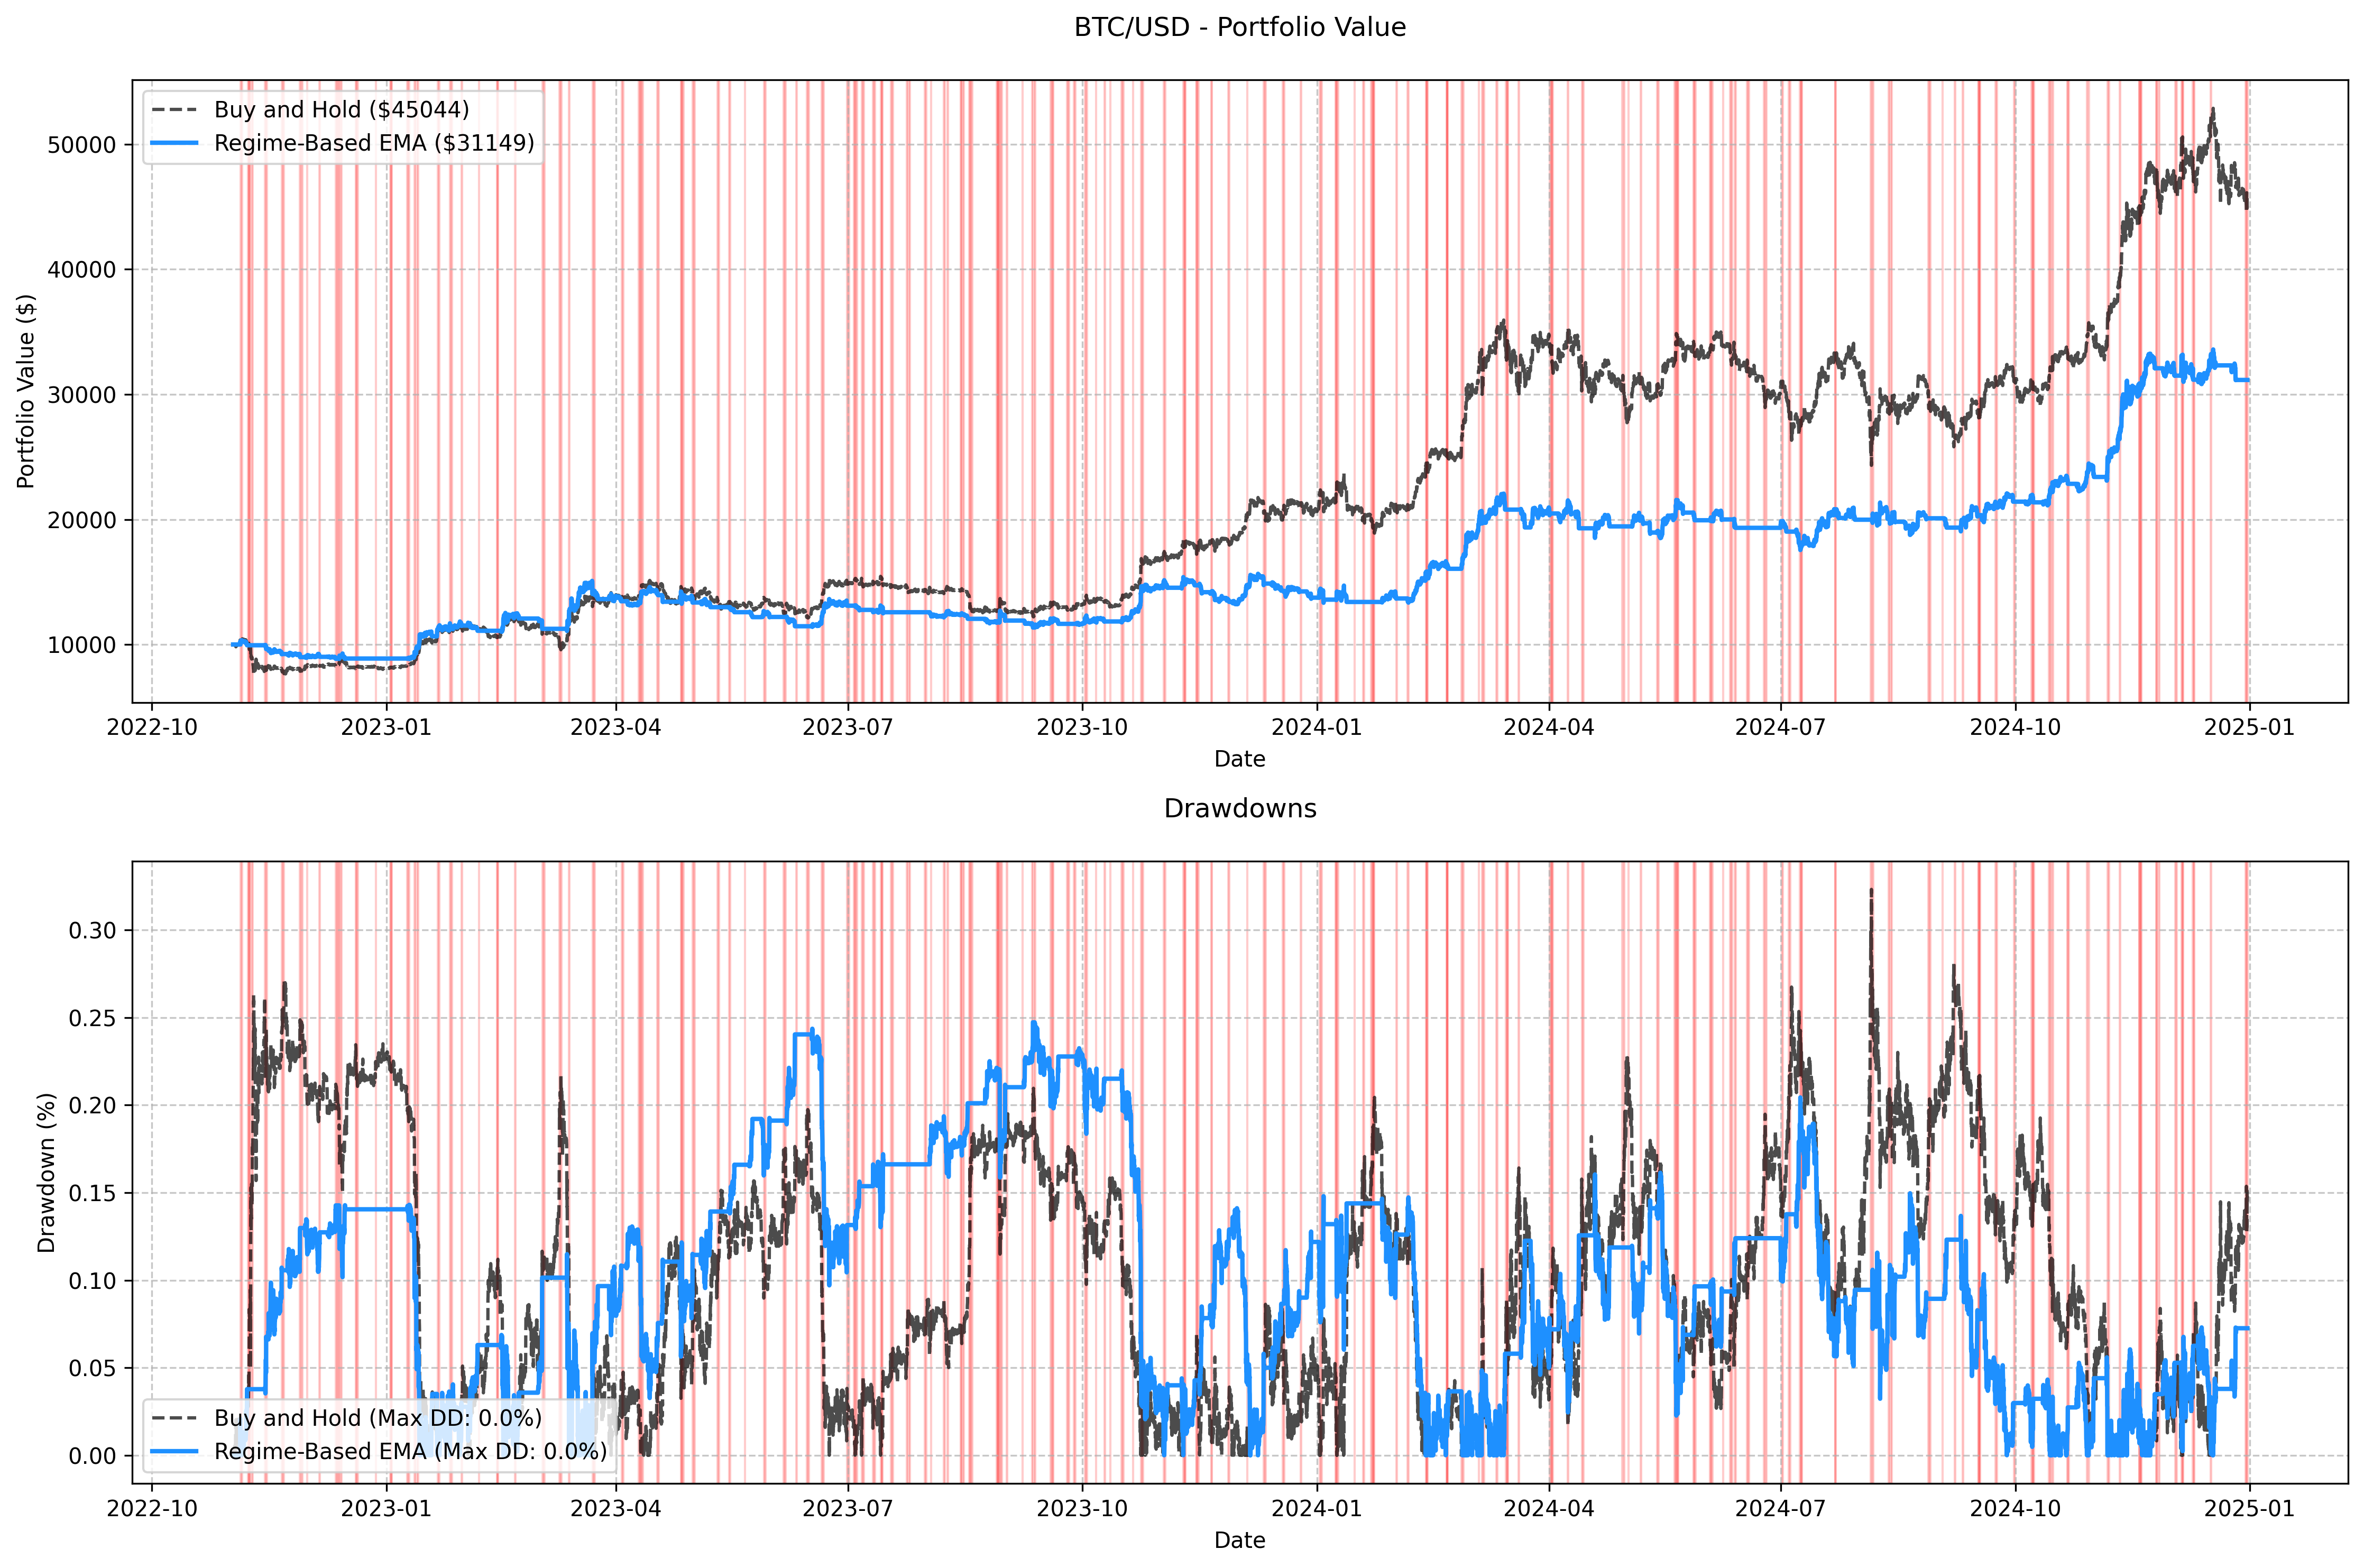 BTC/USD - Portfolio Value
Buy and Hold ($45044)
Regime-Based EMA ($31149)
Portfolio Value ($)
50000
40000
30000
20000
10000
2022-10 2023-01 2023-04 2023-07 2023-10 2024-01 2024-04 2024-07 2024-10 2025-01
Date
Drawdowns
Drawdown (%)
0.30
0.25
0.20
0.15
0.10
0.05
0.00
Buy and Hold (Max DD: 0.0%)
Regime-Based EMA (Max DD: 0.0%)
2022-10 2023-01 2023-04 2023-07 2023-10 2024-01 2024-04 2024-07 2024-10 2025-01
Date